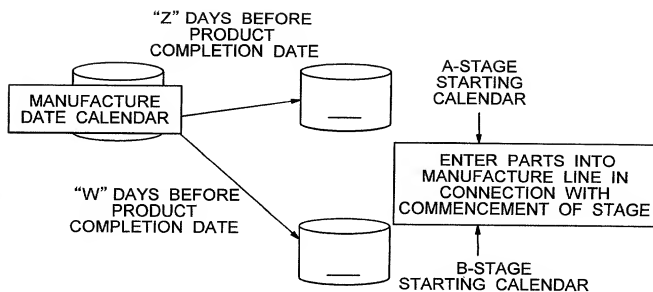 “Z” DAYS BEFORE
PRODUCT
COMPLETION DATE
MANUFACTURE
DATE CALENDAR
“W” DAYS BEFORE
PRODUCT
COMPLETION DATE
A-STAGE
STARTING
CALENDAR
ENTER PARTS INTO
MANUFACTURE LINE IN
CONNECTION WITH
COMMENCEMENT OF STAGE
B-STAGE
STARTING CALENDAR